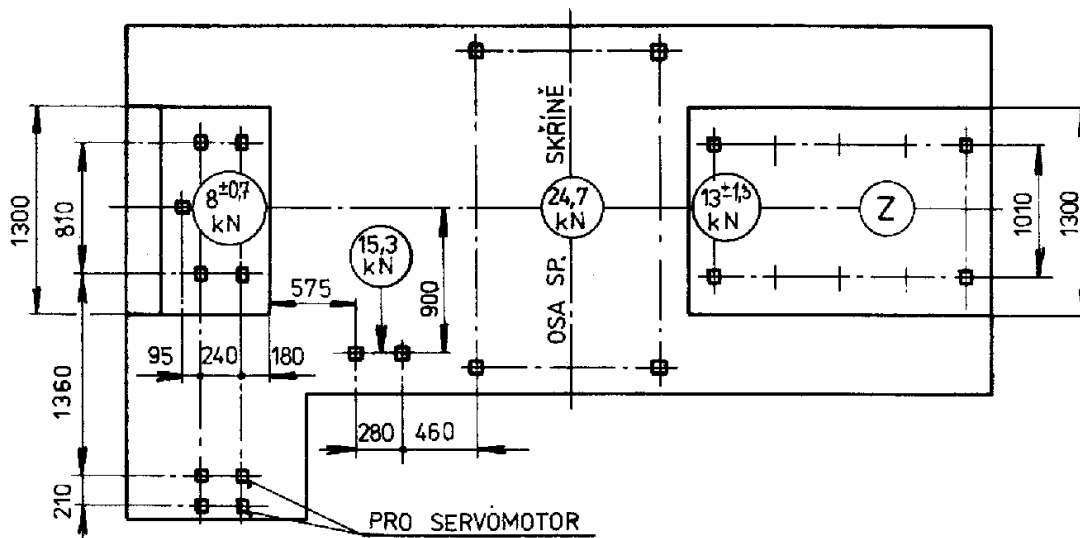 OSA SP. SKŘÍNĚ
8±0,7
kN
15,3
kN
24,7
kN
13±1,3
kN
Z
1300
810
1360
210
575
900
95
240
180
280
460
1010
1300
PRO SERVOMOTOR